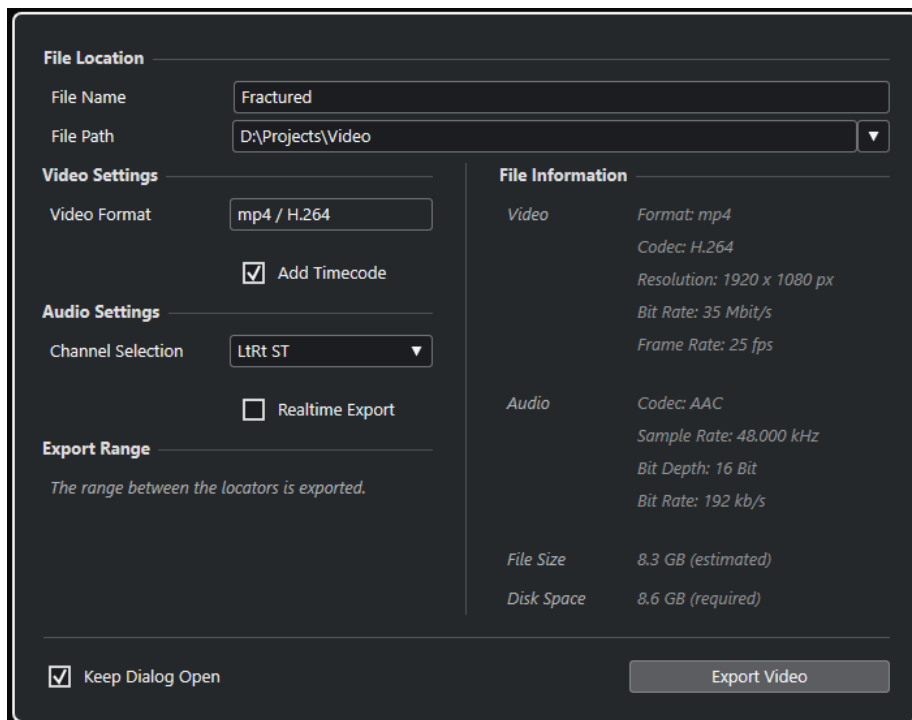 File Location
File Name
Fractured
File Path
D:\Projects\Video
Video Settings
Video Format
mp4 / H.264
Add Timecode
Audio Settings
Channel Selection
LtRt ST
Realtime Export
Export Range
The range between the locators is exported.
File Information
Video
Format: mp4
Codec: H.264
Resolution: 1920 x 1080 px
Bit Rate: 35 Mbit/s
Frame Rate: 25 fps
Audio
Codec: AAC
Sample Rate: 48.000 kHz
Bit Depth: 16 Bit
Bit Rate: 192 kb/s
File Size
8.3 GB (estimated)
Disk Space
8.6 GB (required)
Keep Dialog Open
Export Video